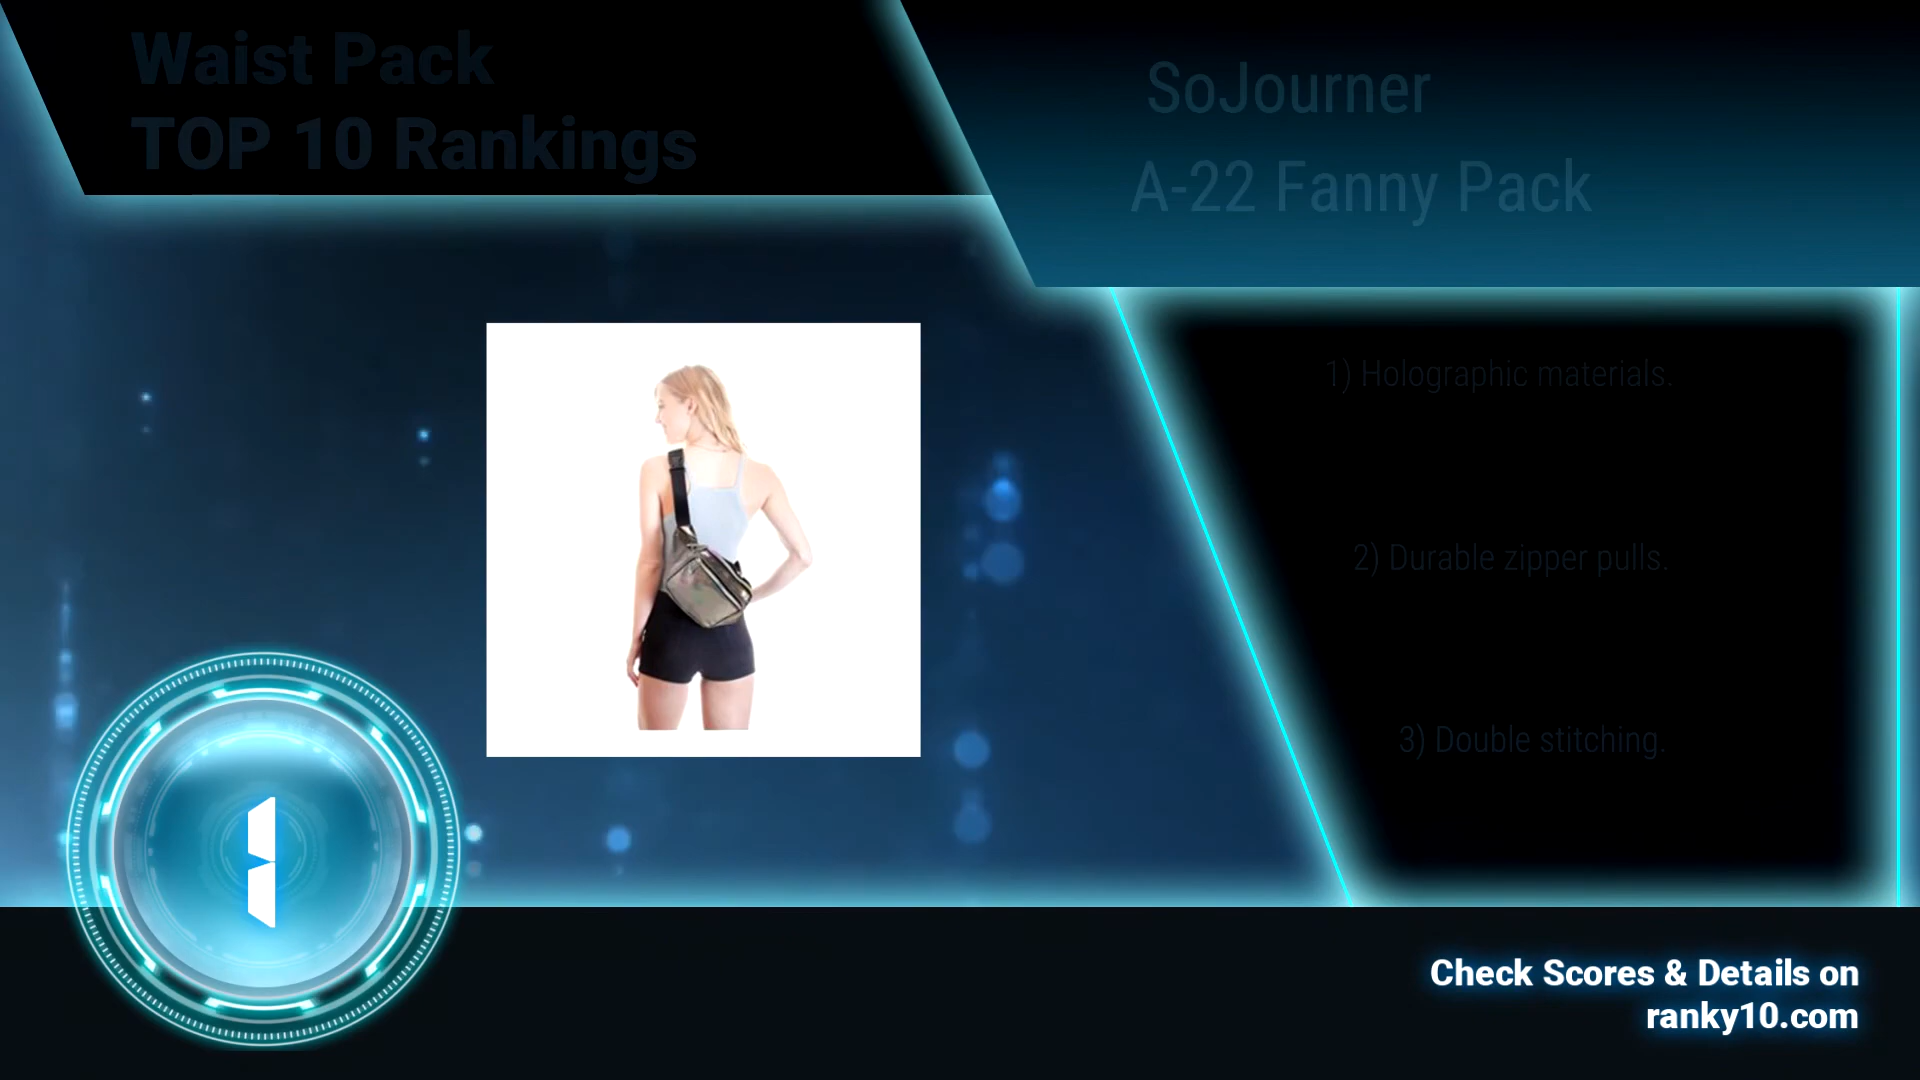 Waist Pack
TOP 10 Rankings
SoJourner
A-22 Fanny Pack
1) Holographic materials.
2) Durable zipper pulls.
3) Double stitching.
1
Check Scores & Details on
ranky10.com